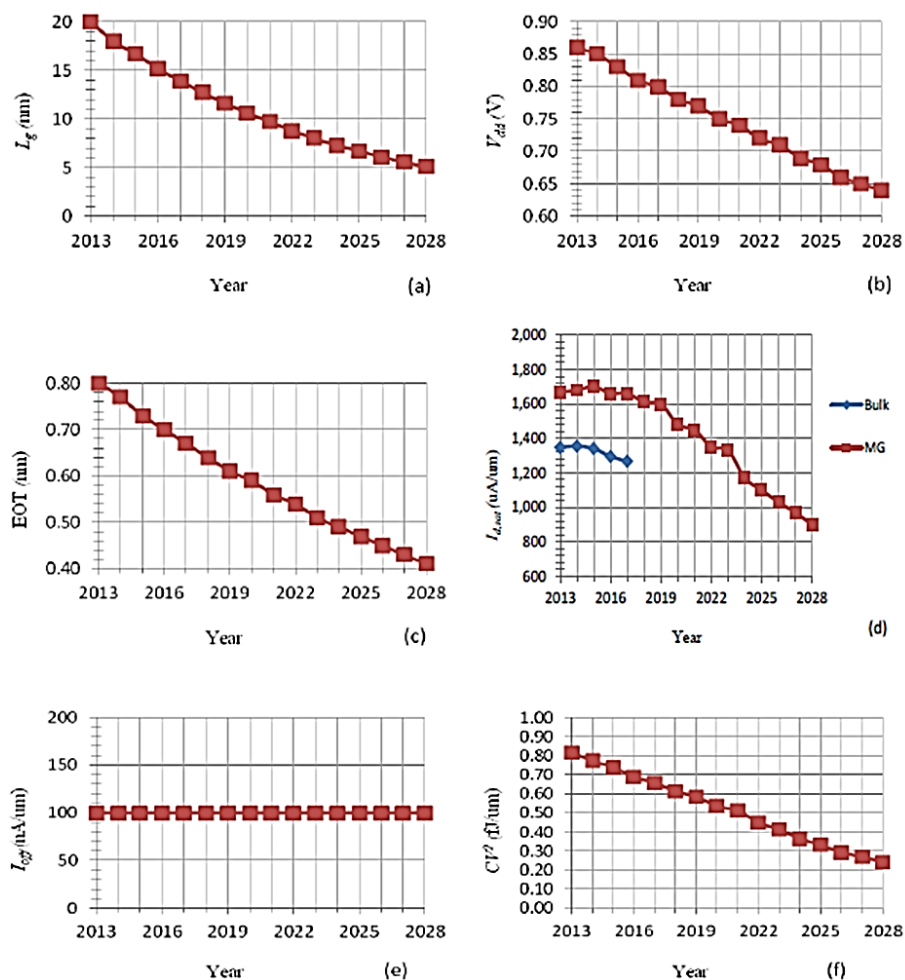 20
15
10
5
0
L_g (nm)
2013 2016 2019 2022 2025 2028
Year
(a)
0.90
0.85
0.80
0.75
0.70
0.65
0.60
V_dd (V)
2013 2016 2019 2022 2025 2028
Year
(b)
0.80
0.70
0.60
0.50
0.40
EOT (nm)
2013 2016 2019 2022 2025 2028
Year
(c)
2,000
1,800
1,600
1,400
1,200
1,000
800
600
I_d,sat (uA/um)
2013 2016 2019 2022 2025 2028
Year
Bulk
MG
(d)
200
150
100
50
0
I_off (nA/um)
2013 2016 2019 2022 2025 2028
Year
(e)
1.00
0.90
0.80
0.70
0.60
0.50
0.40
0.30
0.20
0.10
0.00
CV² (fJ/um)
2013 2016 2019 2022 2025 2028
Year
(f)